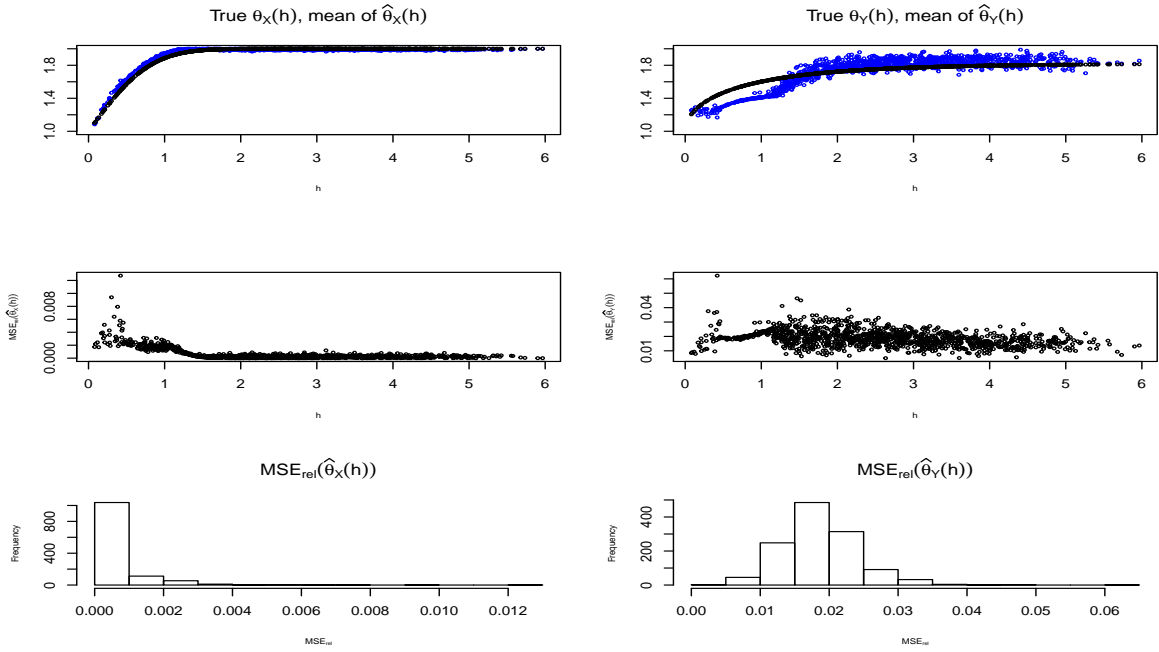 True θX(h), mean of θ̂X(h)
1.0 1.4 1.8
0 1 2 3 4 5 6
h
True θY(h), mean of θ̂Y(h)
1.0 1.4 1.8
0 1 2 3 4 5 6
h
MSErel(θ̂X(h))
0.000 0.008
0 1 2 3 4 5 6
h
MSErel(θ̂Y(h))
0.01 0.04
0 1 2 3 4 5 6
h
MSErel(θ̂X(h))
Frequency
0 400 800
0.000 0.002 0.004 0.006 0.008 0.010 0.012
MSErel
MSErel(θ̂Y(h))
Frequency
0 200 400
0.00 0.01 0.02 0.03 0.04 0.05 0.06
MSErel